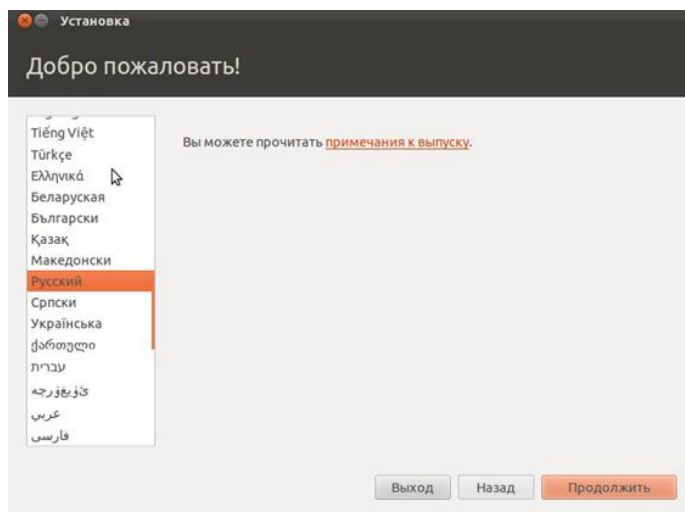 Установка
Добро пожаловать!
Tiếng Việt
Türkçe
Ελληνικά
Беларуская
Български
Қазақ
Македонски
Русский
Српски
Українська
ქართული
עברית
ئۇيغۇرچە
عربي
فارسی
Вы можете прочитать примечания к выпуску.
Выход
Назад
Продолжить